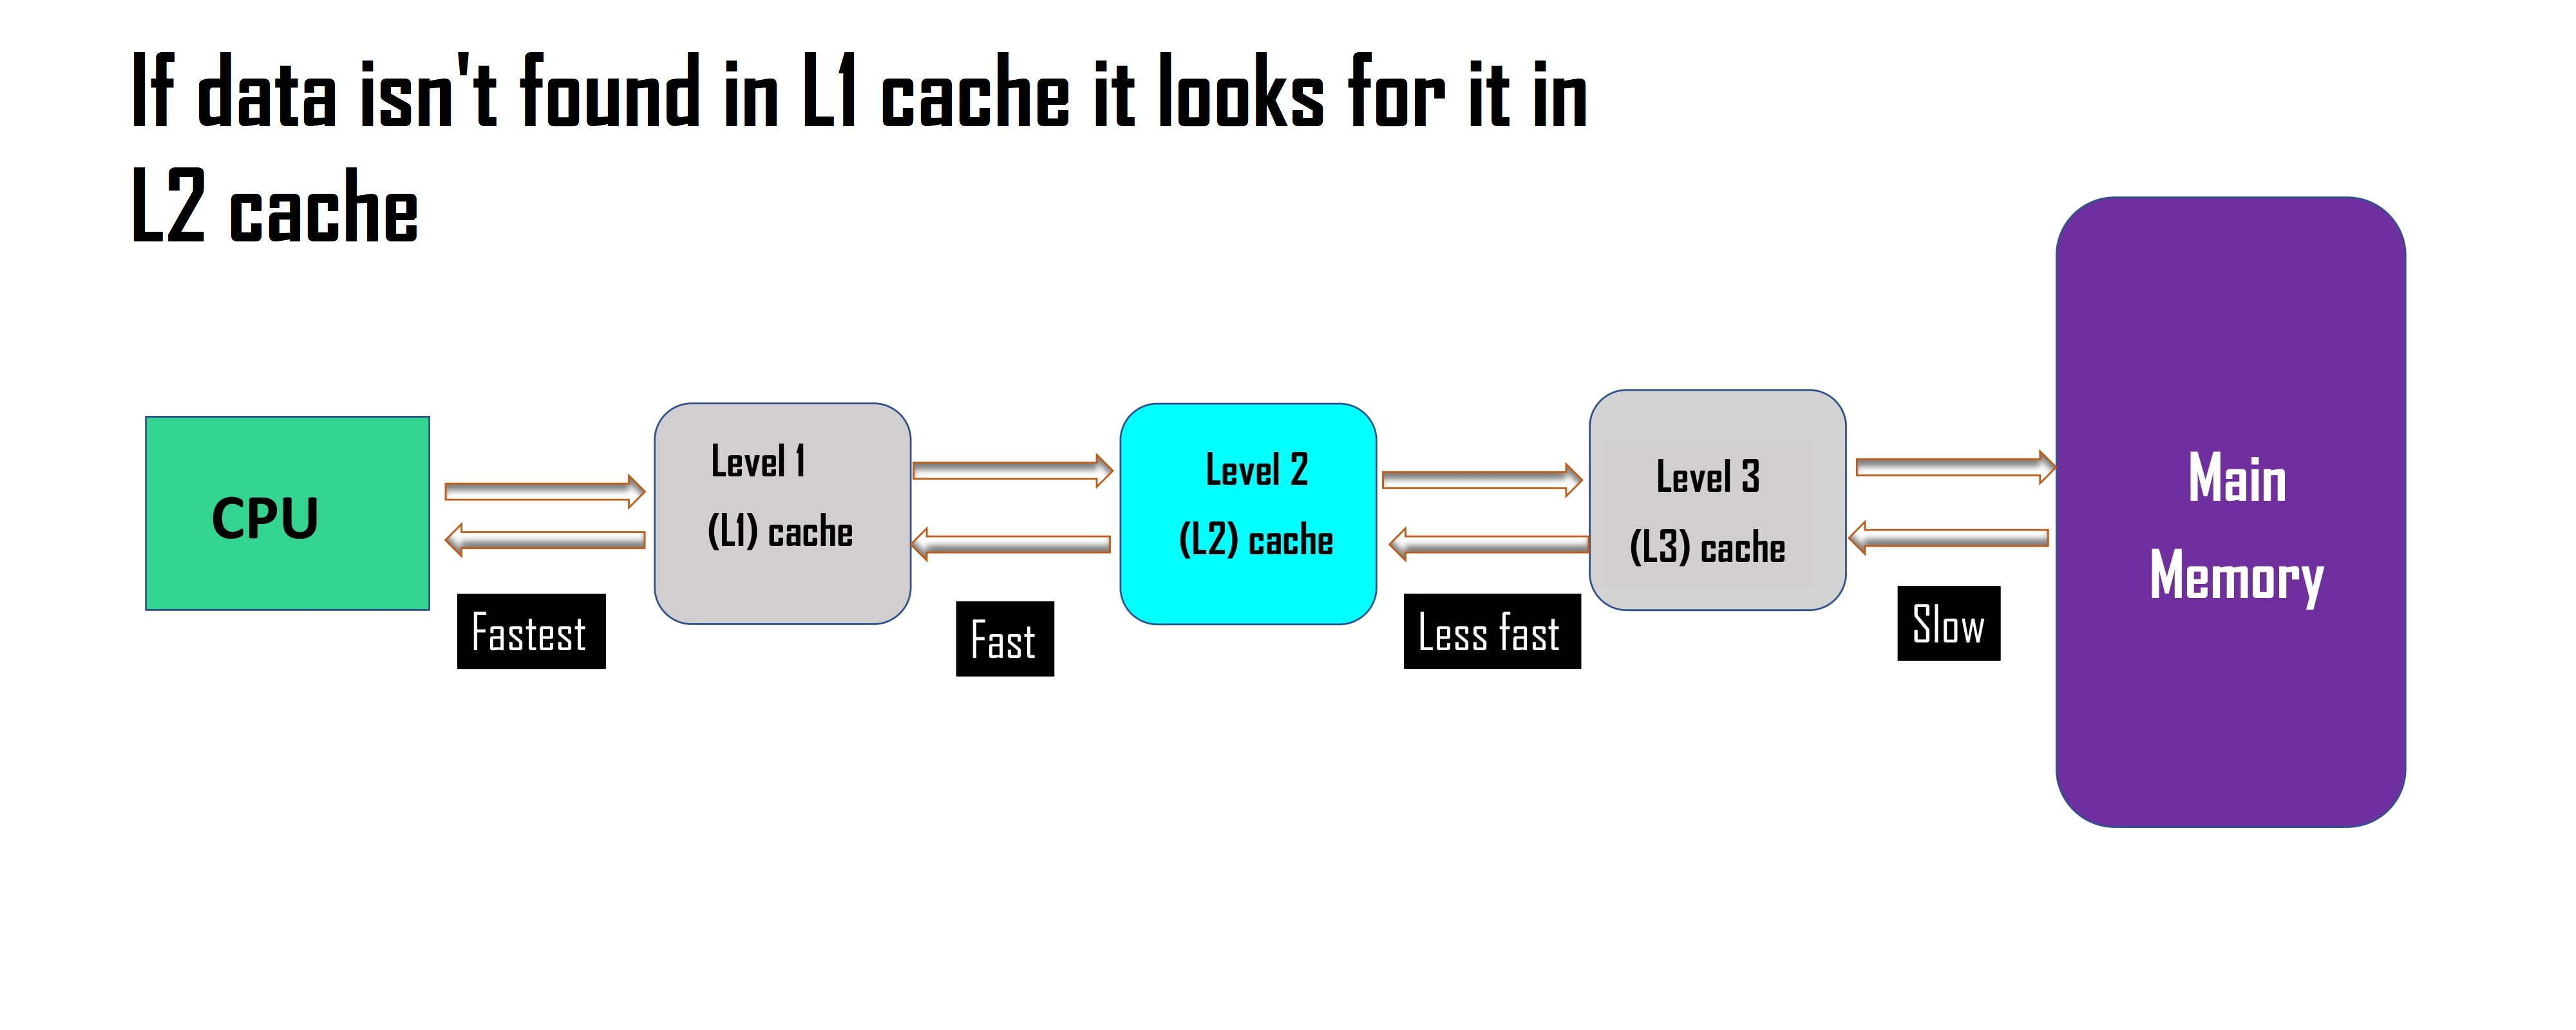 If data isn't found in L1 cache it looks for it in
L2 cache
CPU
Level 1
(L1) cache
Level 2
(L2) cache
Level 3
(L3) cache
Main
Memory
Fastest
Fast
Less fast
Slow